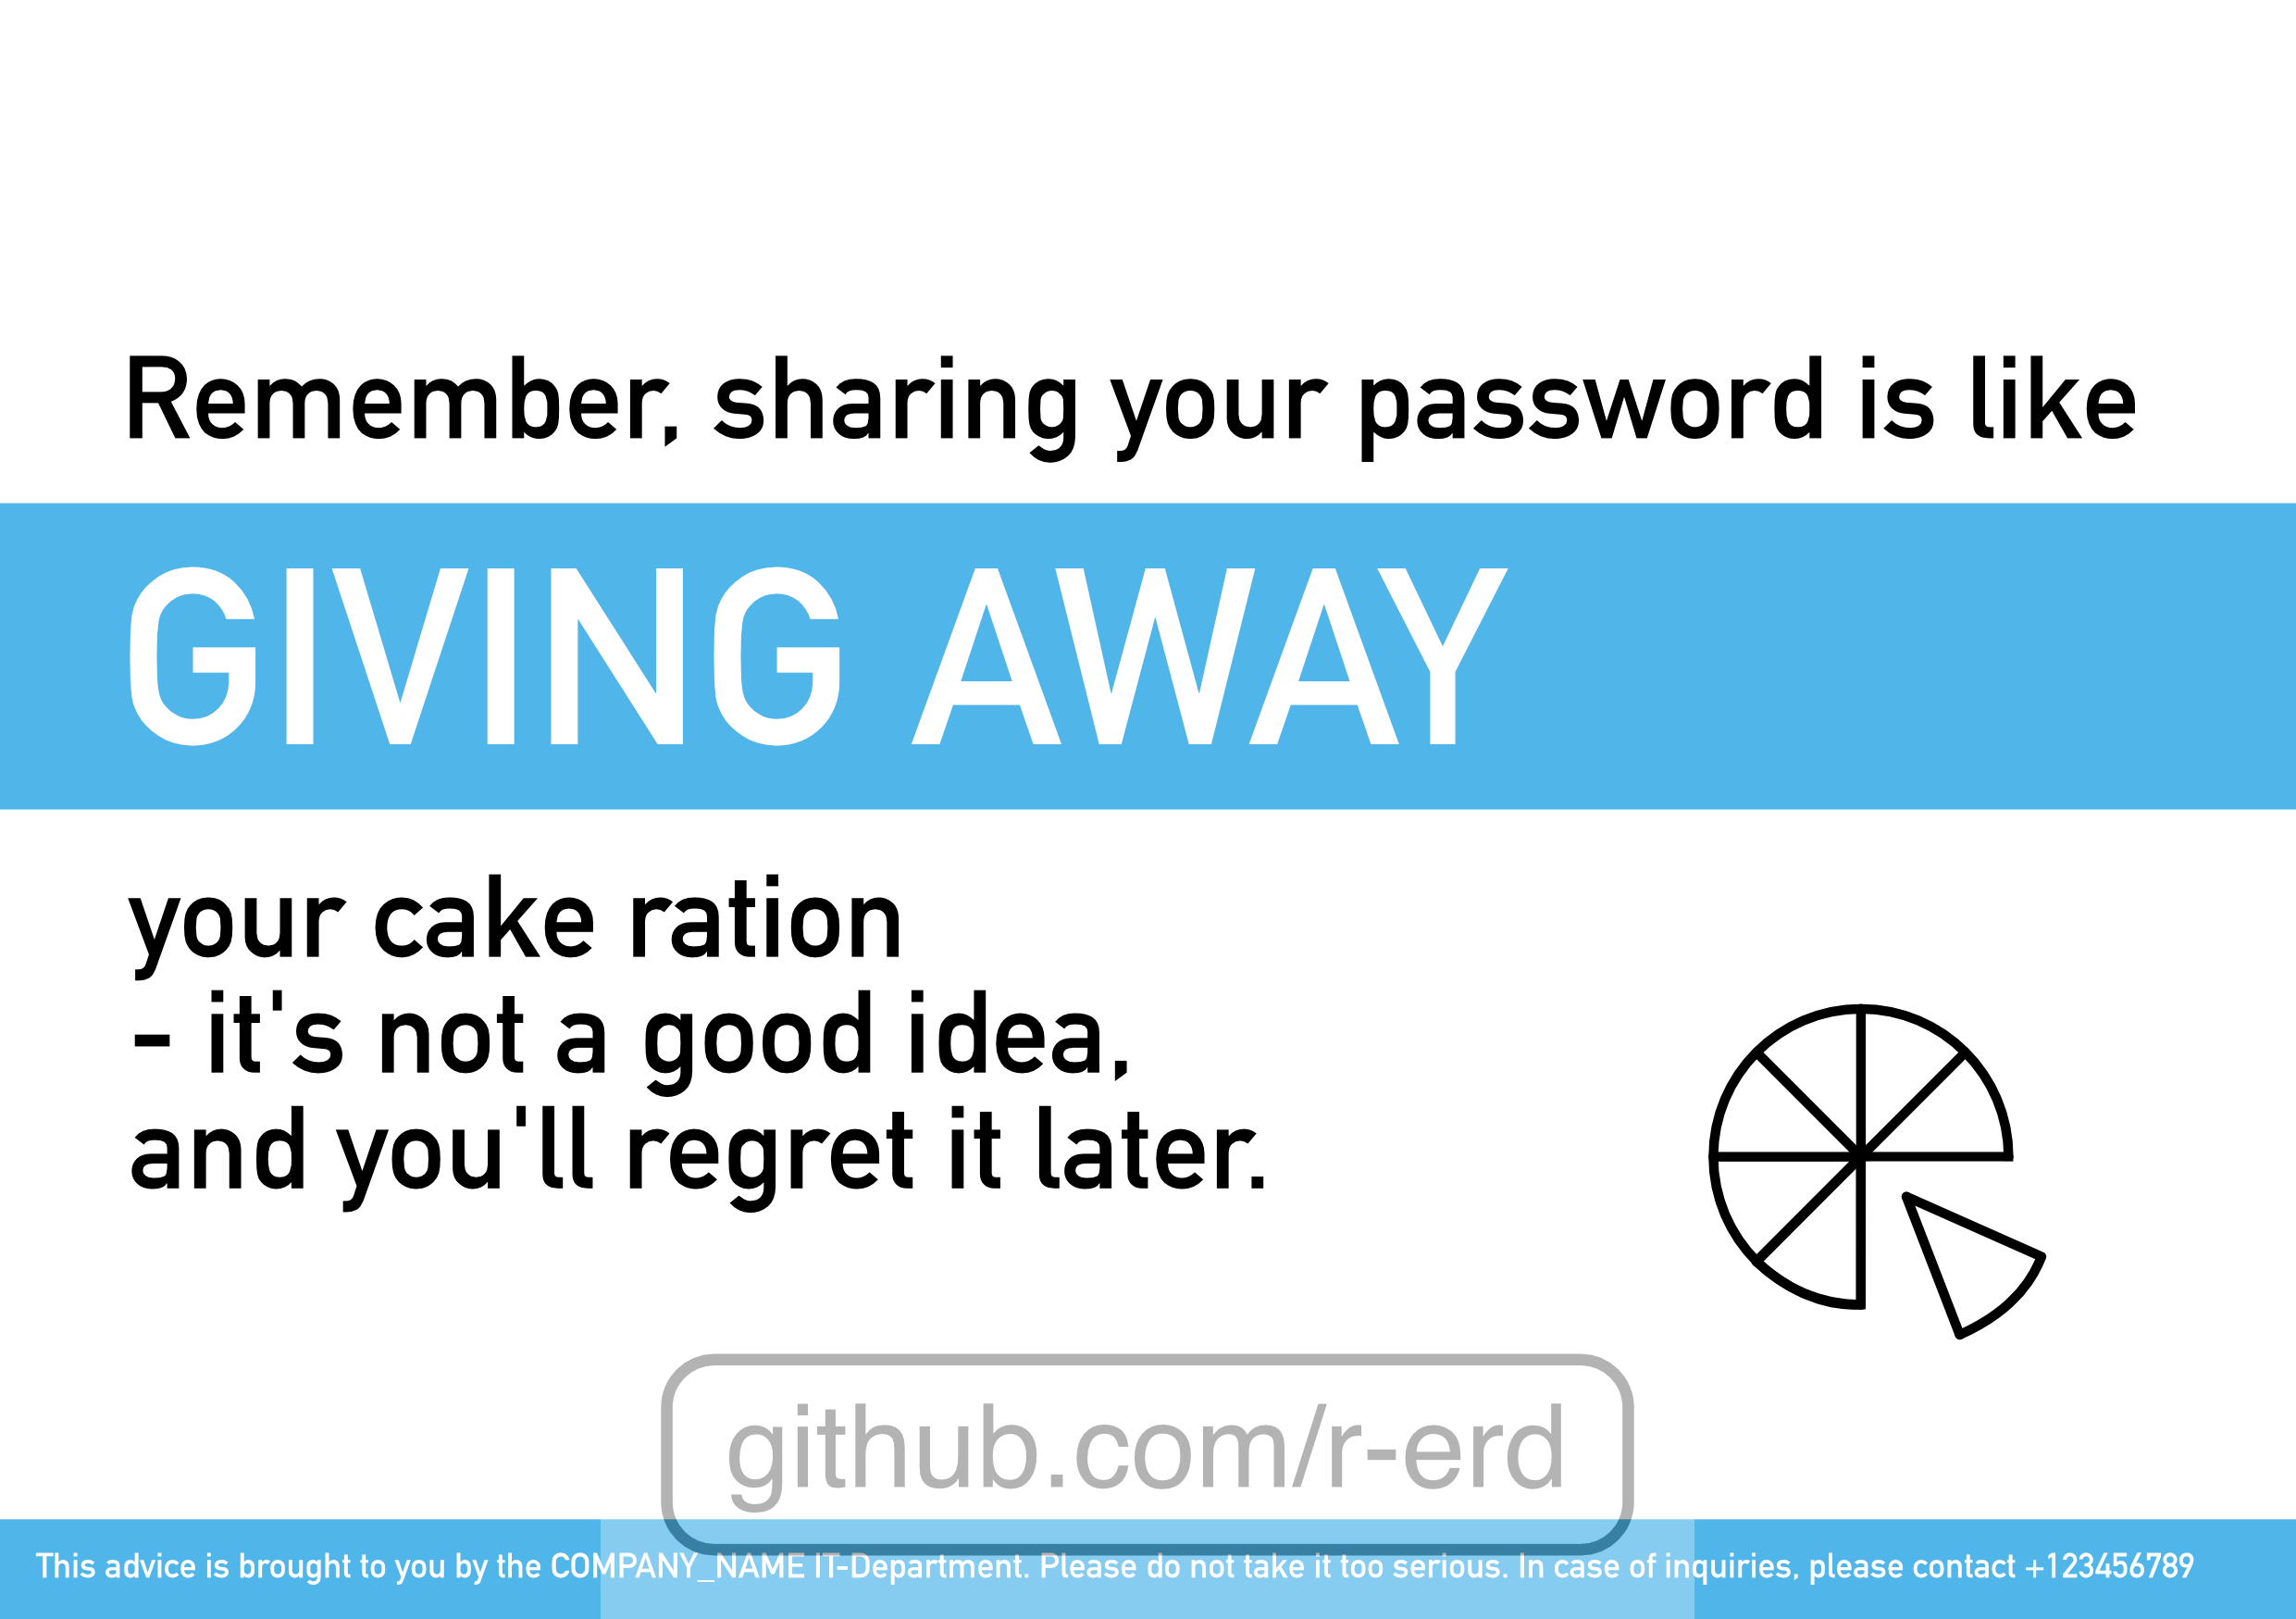 Remember, sharing your password is like
GIVING AWAY
your cake ration
- it's not a good idea,
and you'll regret it later.
github.com/r-erd
This advice is brought to you by the COMPANY_NAME IT-Department. Please do not take it too serious. In case of inquiries, please contact +123456789